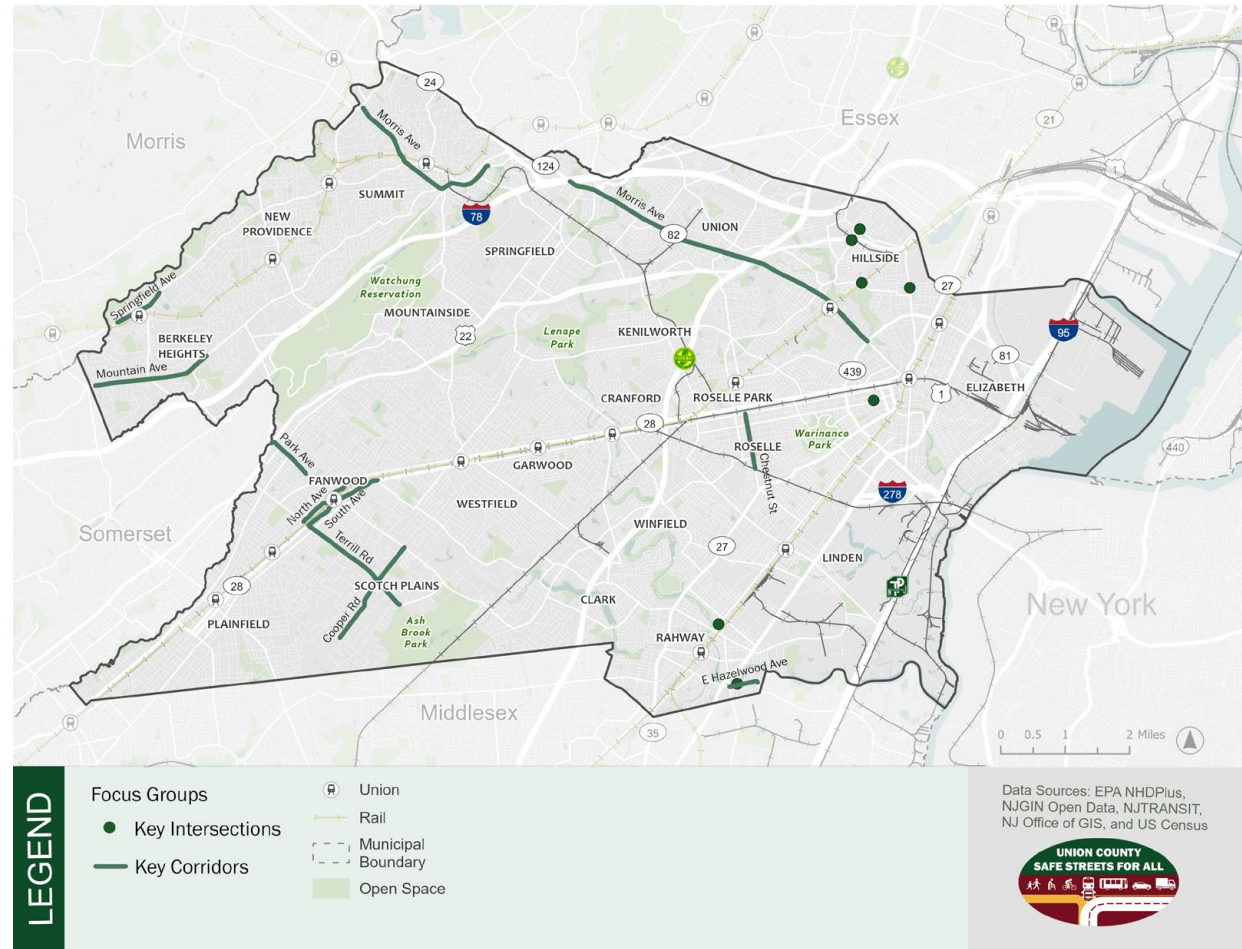 24
Essex
Morris
Morris Ave
21
124
1
SUMMIT
78
Morris Ave
NEW
PROVIDENCE
82
UNION
SPRINGFIELD
HILLSIDE
Watchung
Reservation
Springfield Ave
27
MOUNTAINSIDE
22
Lenape
Park
KENILWORTH
95
BERKELEY
HEIGHTS
81
Mountain Ave
439
ELIZABETH
1
CRANFORD
ROSELLE PARK
28
Warinanco
Park
ROSELLE
Park Ave
440
GARWOOD
Chestnut St
FANWOOD
278
North Ave
South Ave
WESTFIELD
Somerset
WINFIELD
Terrill Rd
27
LINDEN
28
SCOTCH PLAINS
TP
CLARK
New York
Cooper Rd
PLAINFIELD
Ash
Brook
Park
RAHWAY
E Hazelwood Ave
Middlesex
35
0 0.5 1 2 Miles
LEGEND
Focus Groups
Key Intersections
Key Corridors
Union
Rail
Municipal
Boundary
Open Space
Data Sources: EPA NHDPlus,
NJGIN Open Data, NJTRANSIT,
NJ Office of GIS, and US Census
UNION COUNTY
SAFE STREETS FOR ALL